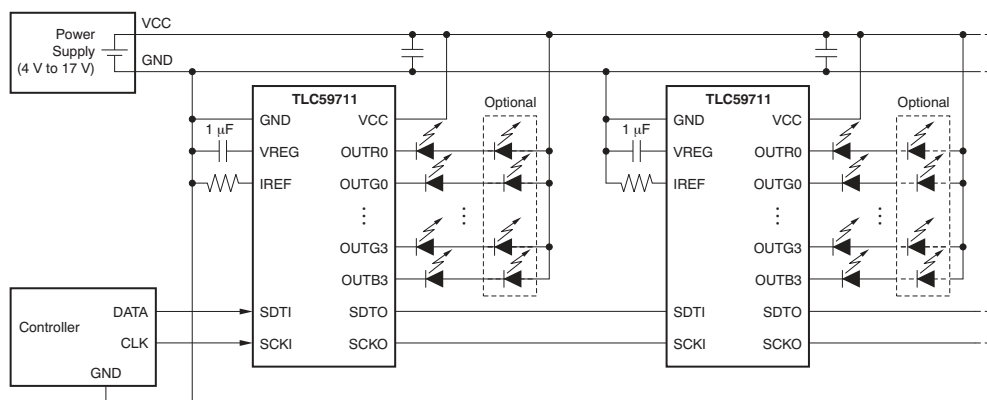 Power
Supply
(4 V to 17 V)
VCC
GND
TLC59711
GND
VREG
IREF
1 μF
VCC
OUTR0
OUTG0
⋮
OUTG3
OUTB3
SDTI
SCKI
SDTO
SCKO
⋮
Optional
TLC59711
GND
VREG
IREF
1 μF
VCC
OUTR0
OUTG0
⋮
OUTG3
OUTB3
SDTI
SCKI
SDTO
SCKO
⋮
Optional
Controller
DATA
CLK
GND